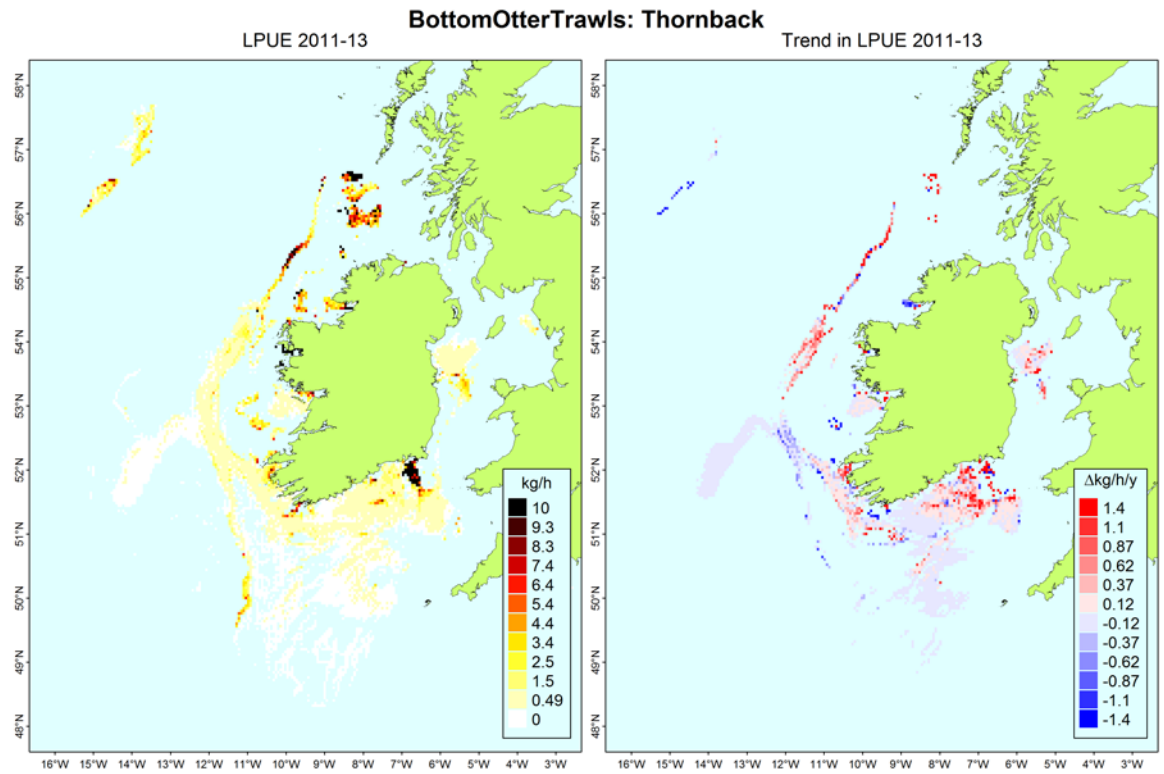 BottomOtterTrawls: Thornback
LPUE 2011-13
58°N
57°N
56°N
55°N
54°N
53°N
52°N
51°N
50°N
49°N
48°N
16°W 15°W 14°W 13°W 12°W 11°W 10°W 9°W 8°W 7°W 6°W 5°W 4°W 3°W
kg/h
10
9.3
8.3
7.4
6.4
5.4
4.4
3.4
2.5
1.5
0.49
0
Trend in LPUE 2011-13
58°N
57°N
56°N
55°N
54°N
53°N
52°N
51°N
50°N
49°N
48°N
16°W 15°W 14°W 13°W 12°W 11°W 10°W 9°W 8°W 7°W 6°W 5°W 4°W 3°W
Δkg/h/y
1.4
1.1
0.87
0.62
0.37
0.12
-0.12
-0.37
-0.62
-0.87
-1.1
-1.4